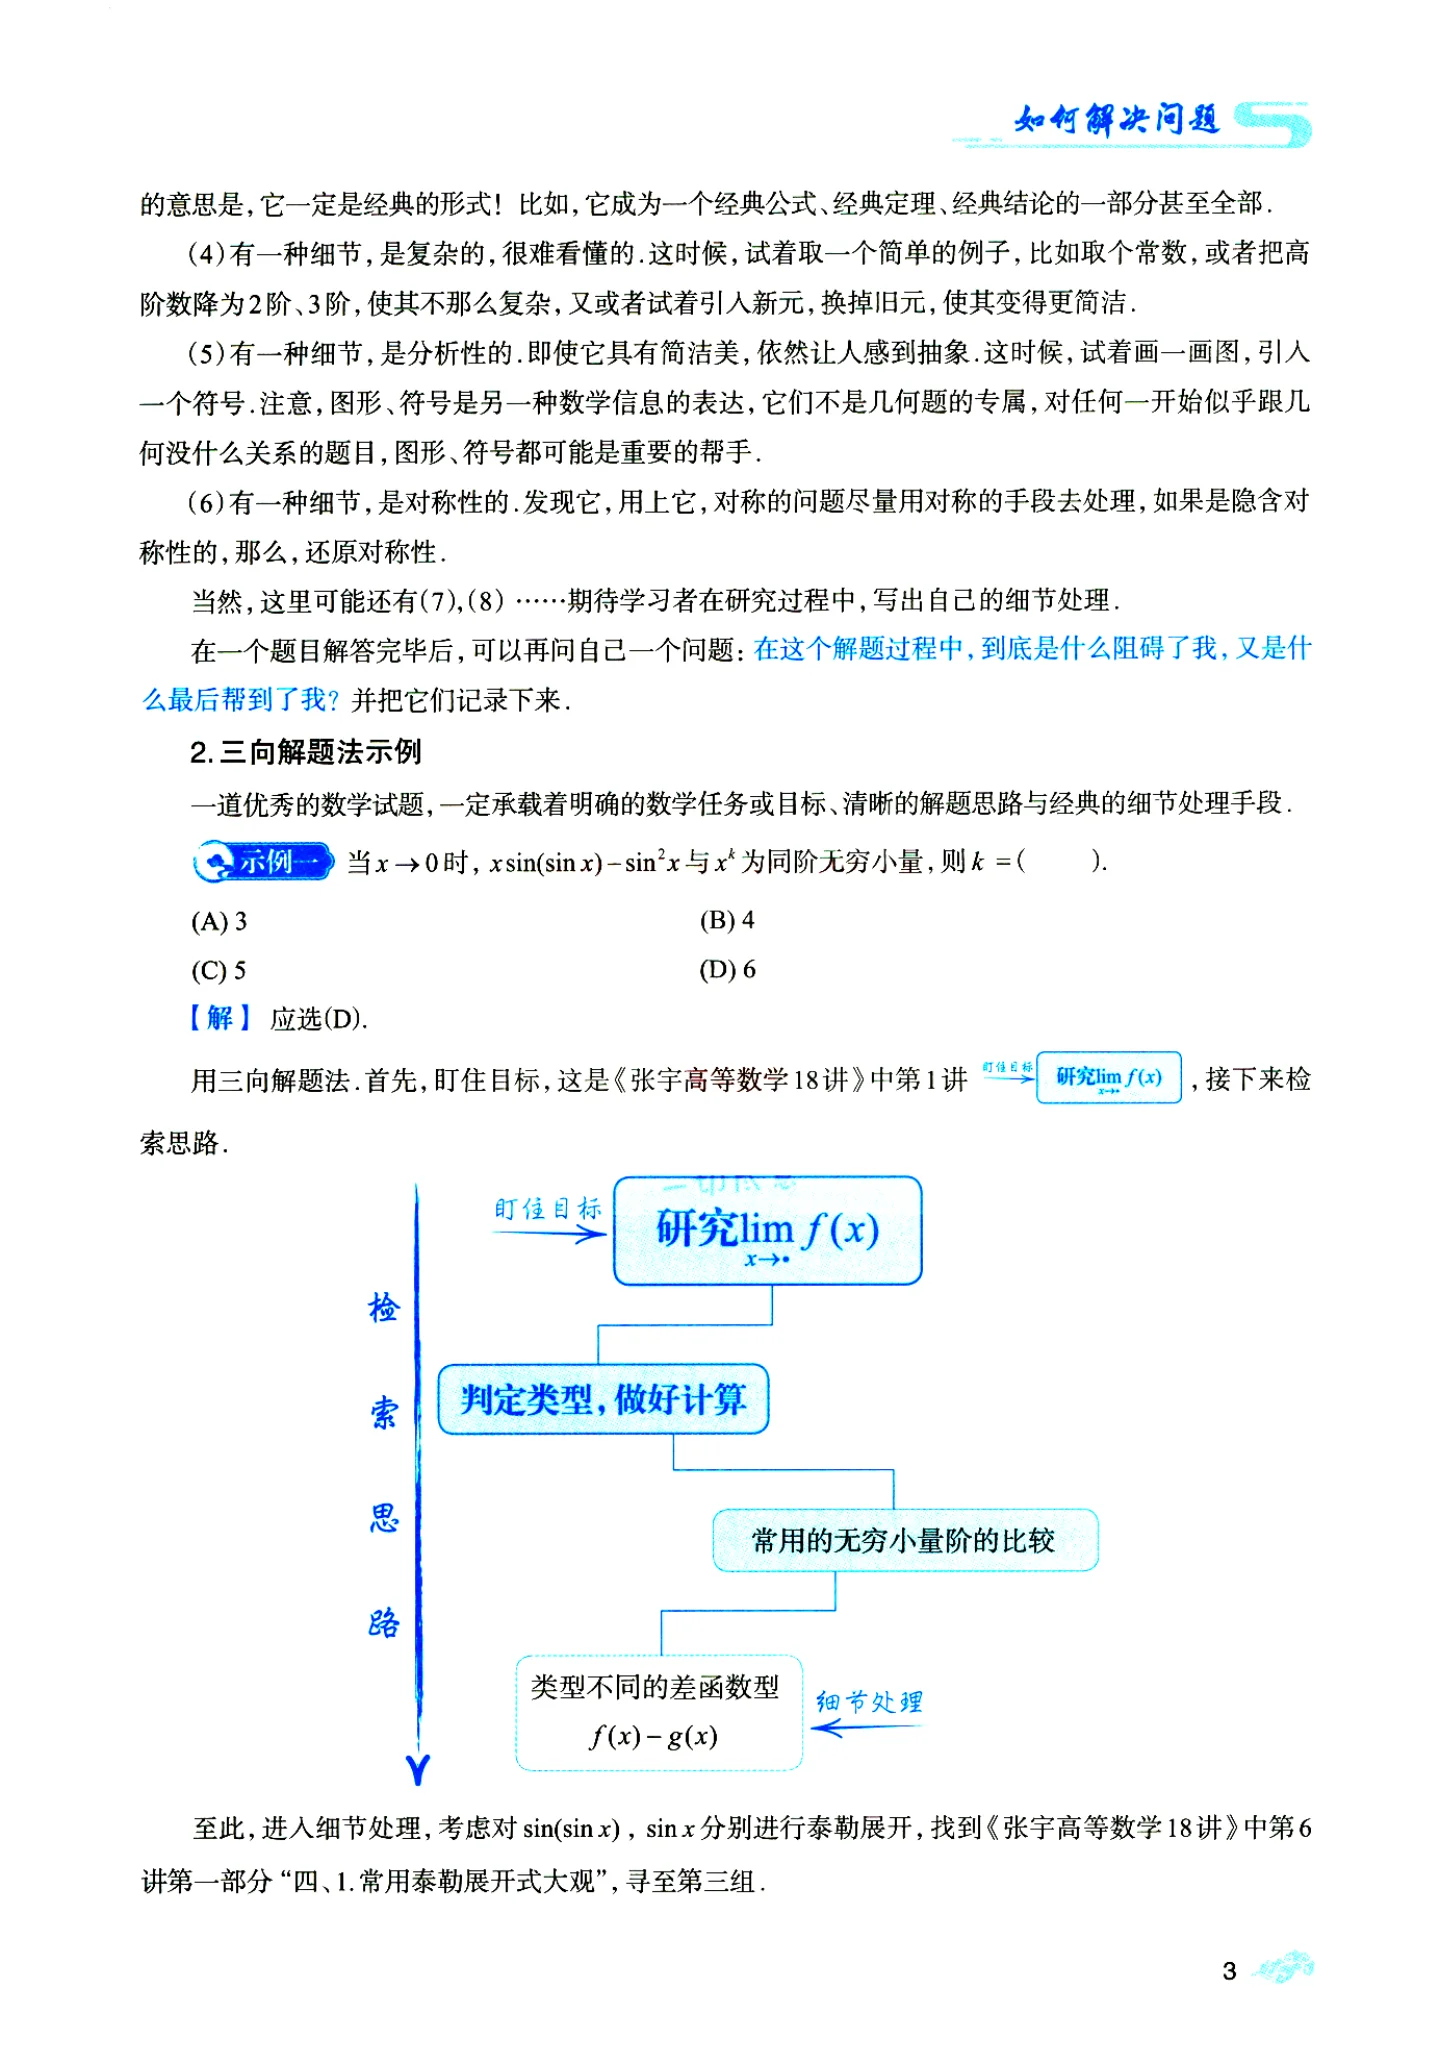 如何解决问题
的意思是,它一定是经典的形式!比如,它成为一个经典公式、经典定理、经典结论的一部分甚至全部.
(4)有一种细节,是复杂的,很难看懂的.这时候,试着取一个简单的例子,比如取个常数,或者把高
阶数降为2阶、3阶,使其不那么复杂,又或者试着引入新元,换掉旧元,使其变得更简洁.
(5)有一种细节,是分析性的.即使它具有简洁美,依然让人感到抽象.这时候,试着画一画图,引入
一个符号.注意,图形、符号是另一种数学信息的表达,它们不是几何题的专属,对任何一开始似乎跟几
何没什么关系的题目,图形、符号都可能是重要的帮手.
(6)有一种细节,是对称性的.发现它,用上它,对称的问题尽量用对称的手段去处理,如果是隐含对
称性的,那么,还原对称性.
当然,这里可能还有(7),(8)……期待学习者在研究过程中,写出自己的细节处理.
在一个题目解答完毕后,可以再问自己一个问题:在这个解题过程中,到底是什么阻碍了我,又是什
么最后帮到了我?并把它们记录下来.
2.三向解题法示例
一道优秀的数学试题,一定承载着明确的数学任务或目标、清晰的解题思路与经典的细节处理手段.
示例一 当x→0时, x sin(sin x)−sin²x与xᵏ为同阶无穷小量,则k =(  ).
(A) 3 (B) 4
(C) 5 (D) 6
【解】 应选(D).
用三向解题法.首先,盯住目标,这是《张宇高等数学18讲》中第1讲 盯住目标 研究lim f(x) x→• ,接下来检
索思路.
盯住目标 研究lim f(x)
x→•
检索思路
判定类型,做好计算
常用的无穷小量阶的比较
类型不同的差函数型
f(x)−g(x)
细节处理
至此,进入细节处理,考虑对sin(sin x), sin x分别进行泰勒展开,找到《张宇高等数学18讲》中第6
讲第一部分“四、1.常用泰勒展开式大观”,寻至第三组.
3